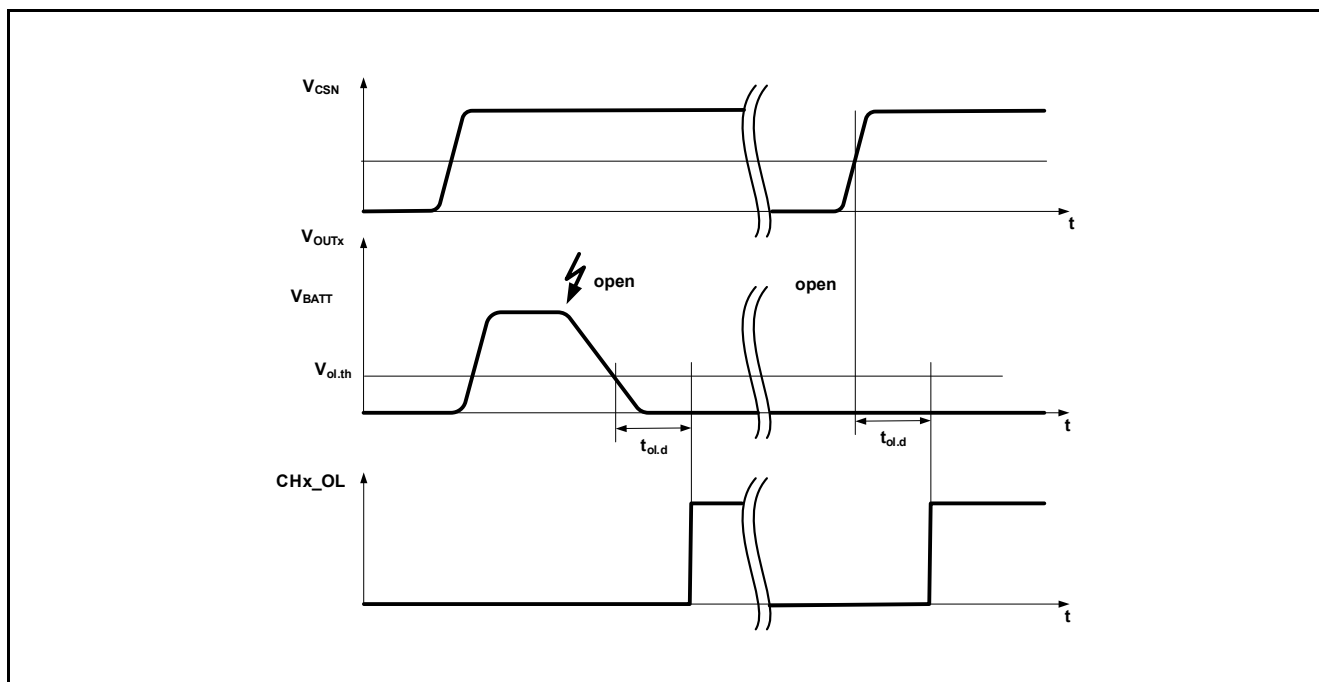 VCSN
t
VOUTx
open
open
VBATT
Vol.th
tol.d
tol.d
t
CHx_OL
t